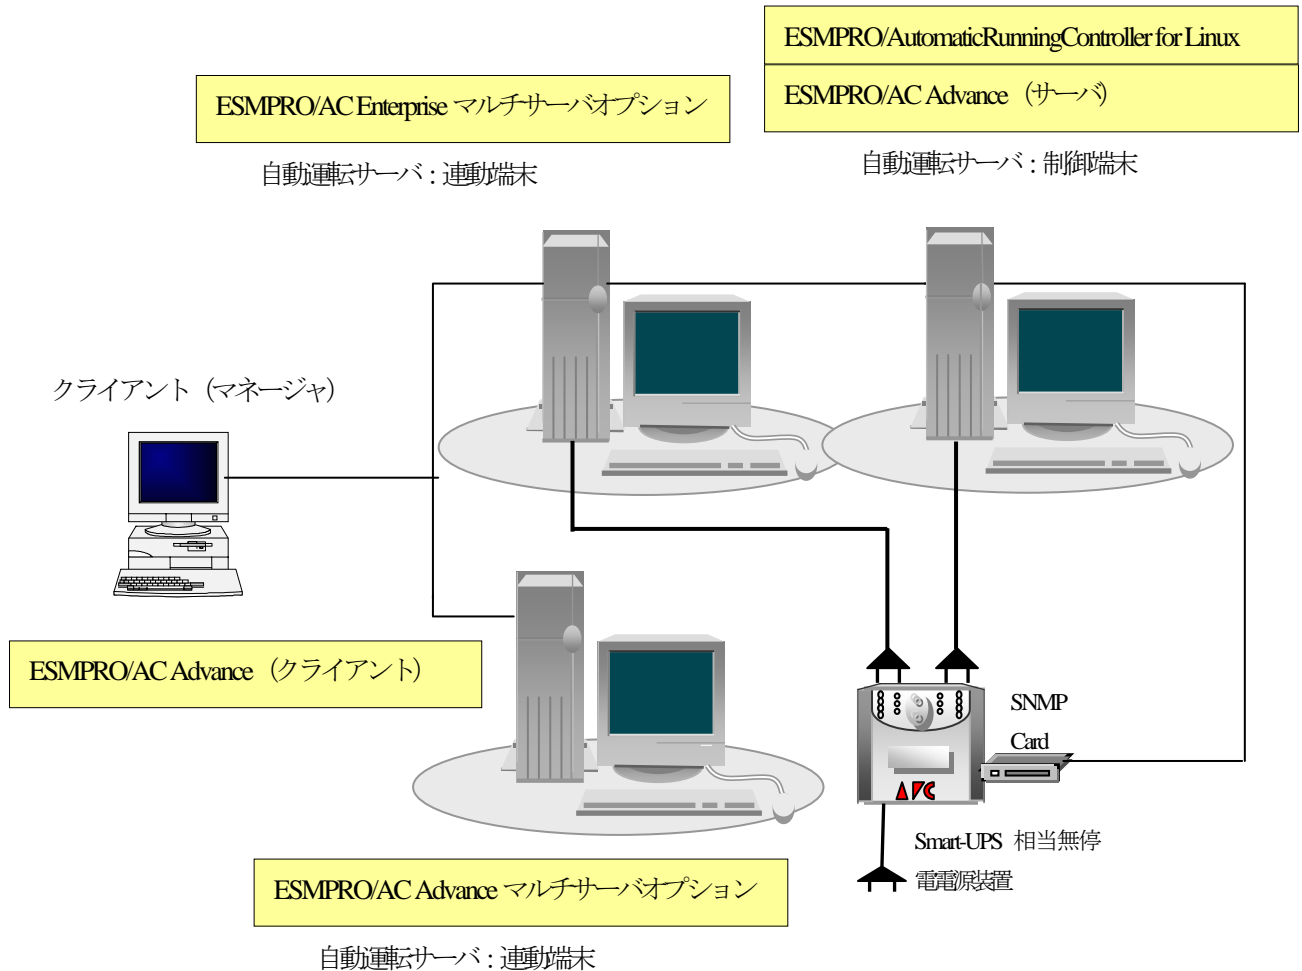 ESMPRO/AutomaticRunningController for Linux
ESMPRO/AC Enterprise マルチサーバオプション
ESMPRO/AC Advance （サーバ）
自動運転サーバ：連動端末
自動運転サーバ：制御端末
クライアント（マネージャ）
ESMPRO/AC Advance （クライアント）
SNMP
Card
APC
Smart-UPS 相当無停
電電源装置
ESMPRO/AC Advance マルチサーバオプション
自動運転サーバ：連動端末